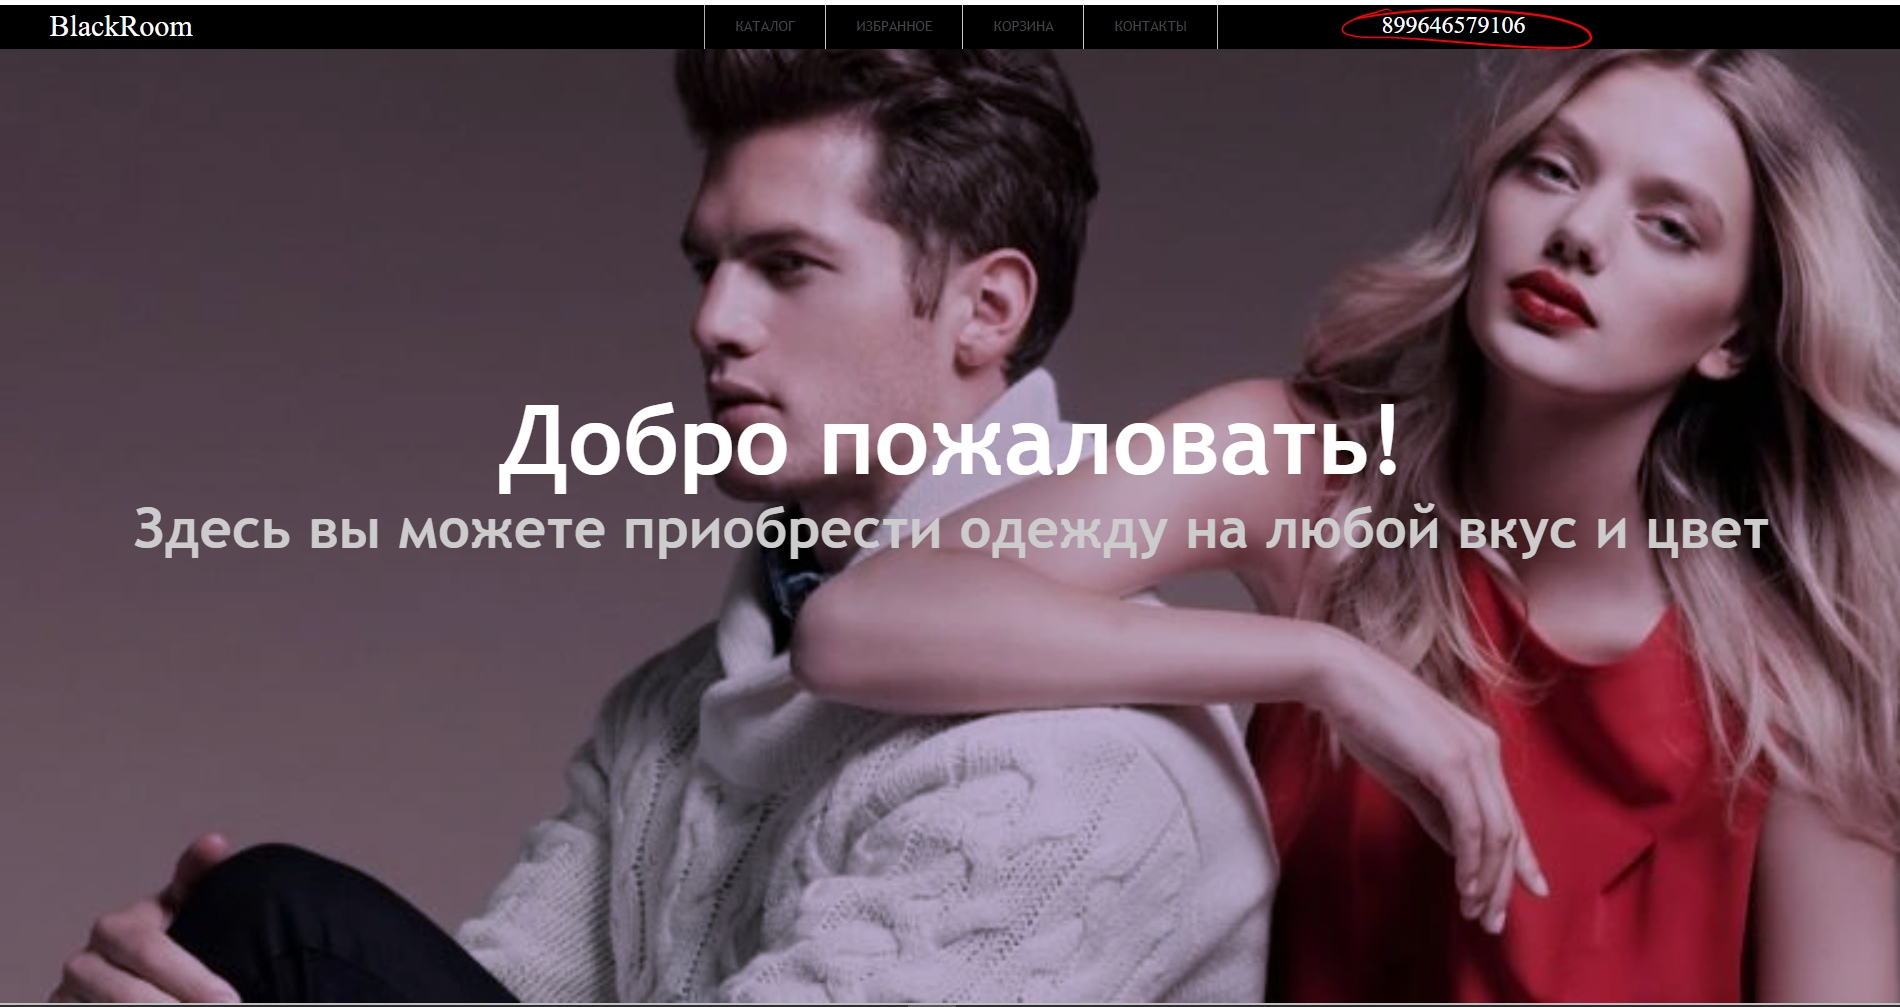 BlackRoom
КАТАЛОГ ИЗБРАННОЕ КОРЗИНА КОНТАКТЫ
899646579106
Добро пожаловать!
Здесь вы можете приобрести одежду на любой вкус и цвет